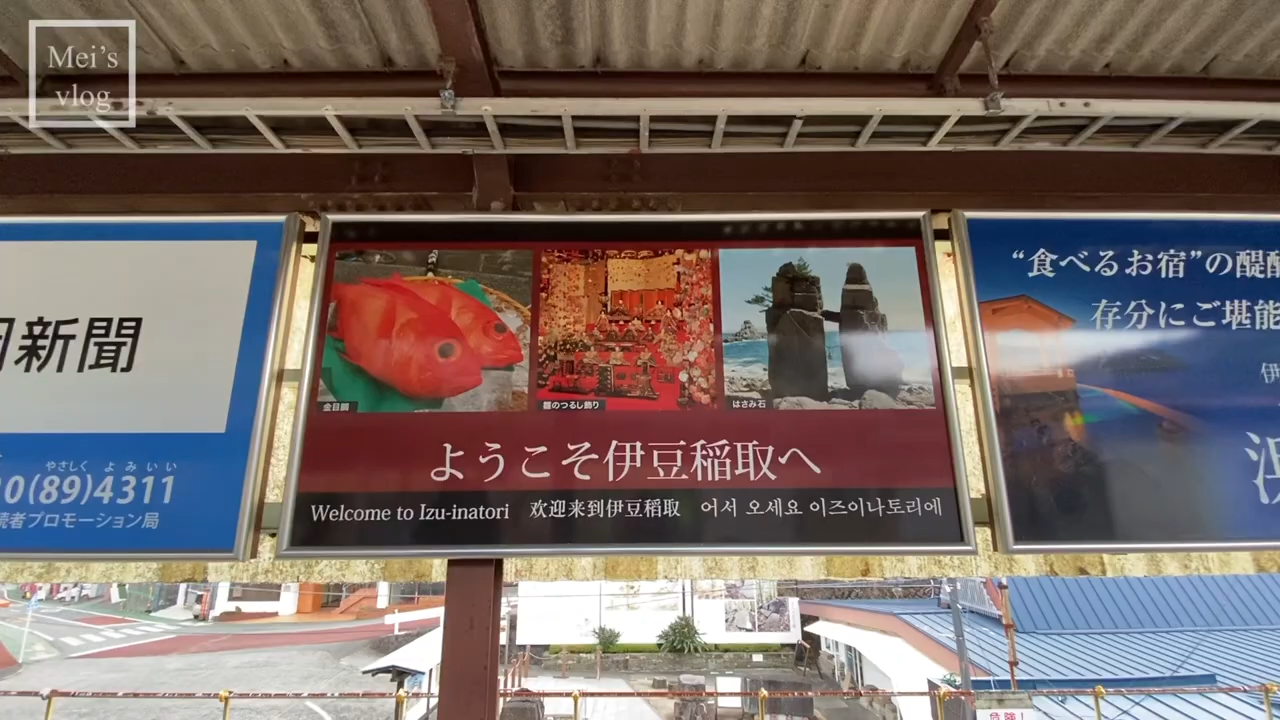 Mei's
vlog
新聞
やさしく よみいい
0(89)4311
読者プロモーション局
金目鯛
雛のつるし飾り
はさみ石
ようこそ伊豆稲取へ
Welcome to Izu-inatori 欢迎来到伊豆稻取 어서 오세요 이즈이나토리에
“食べるお宿”の醍醐
存分にご堪能
伊
危険!